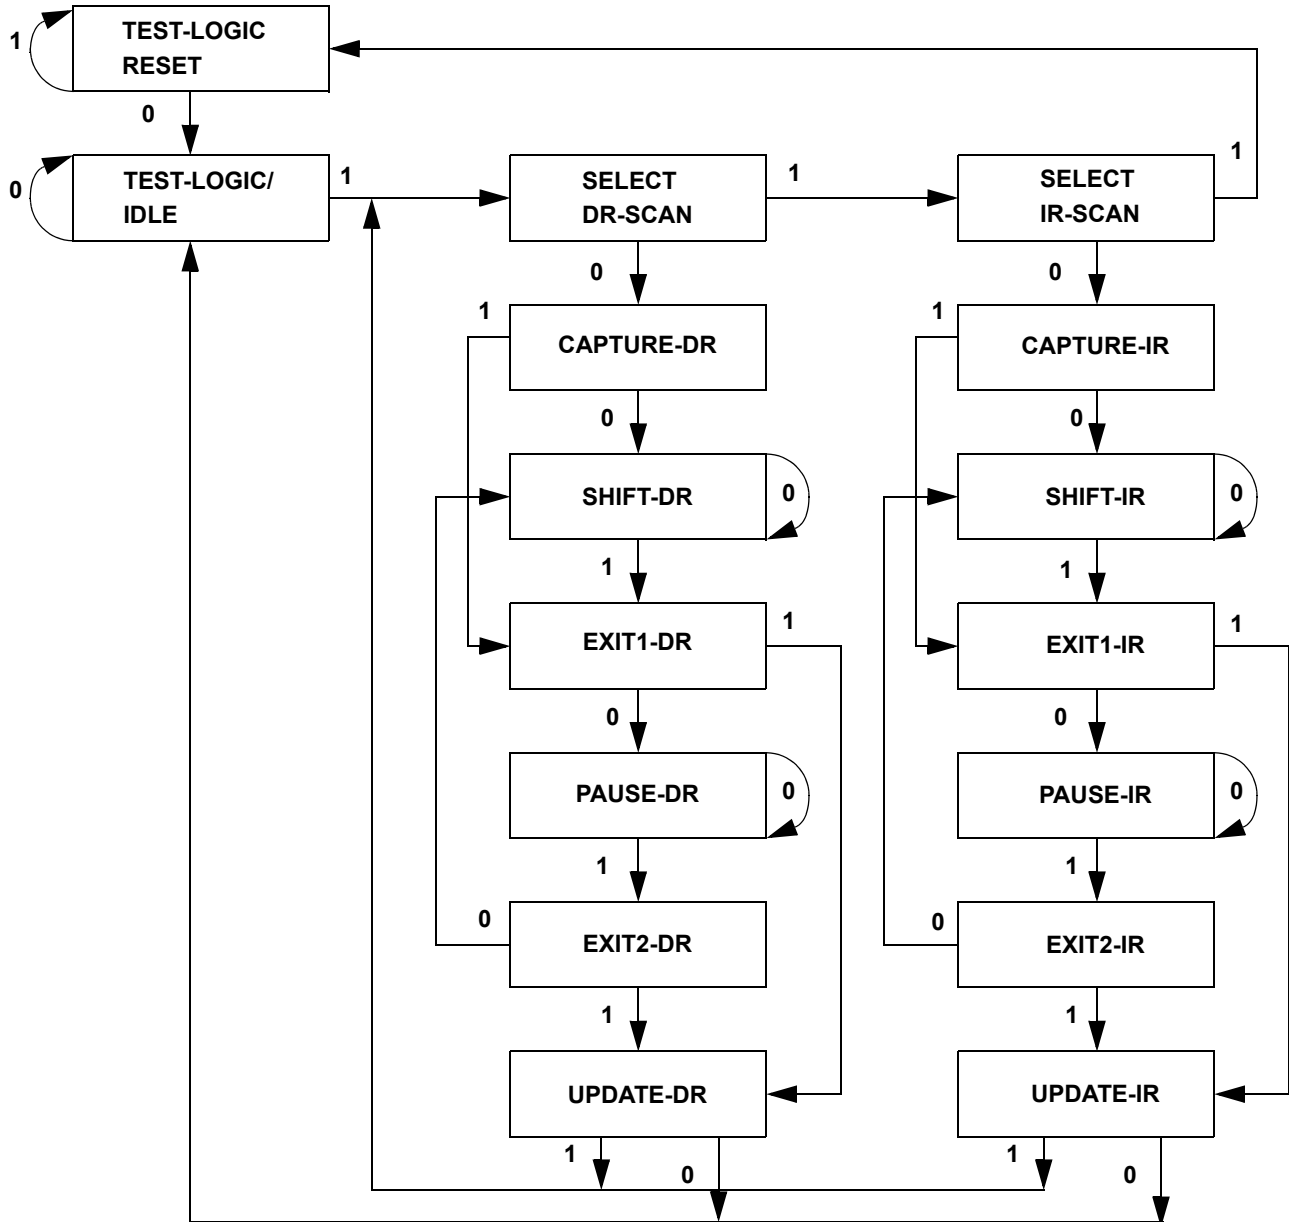 TEST-LOGIC
RESET
1
0
TEST-LOGIC/
IDLE
0
1
SELECT
DR-SCAN
1
SELECT
IR-SCAN
1
0
0
1
CAPTURE-DR
1
CAPTURE-IR
0
0
SHIFT-DR
0
SHIFT-IR
0
1
1
EXIT1-DR
1
EXIT1-IR
1
0
0
PAUSE-DR
0
PAUSE-IR
0
1
1
0
EXIT2-DR
0
EXIT2-IR
1
1
UPDATE-DR
UPDATE-IR
1
0
1
0